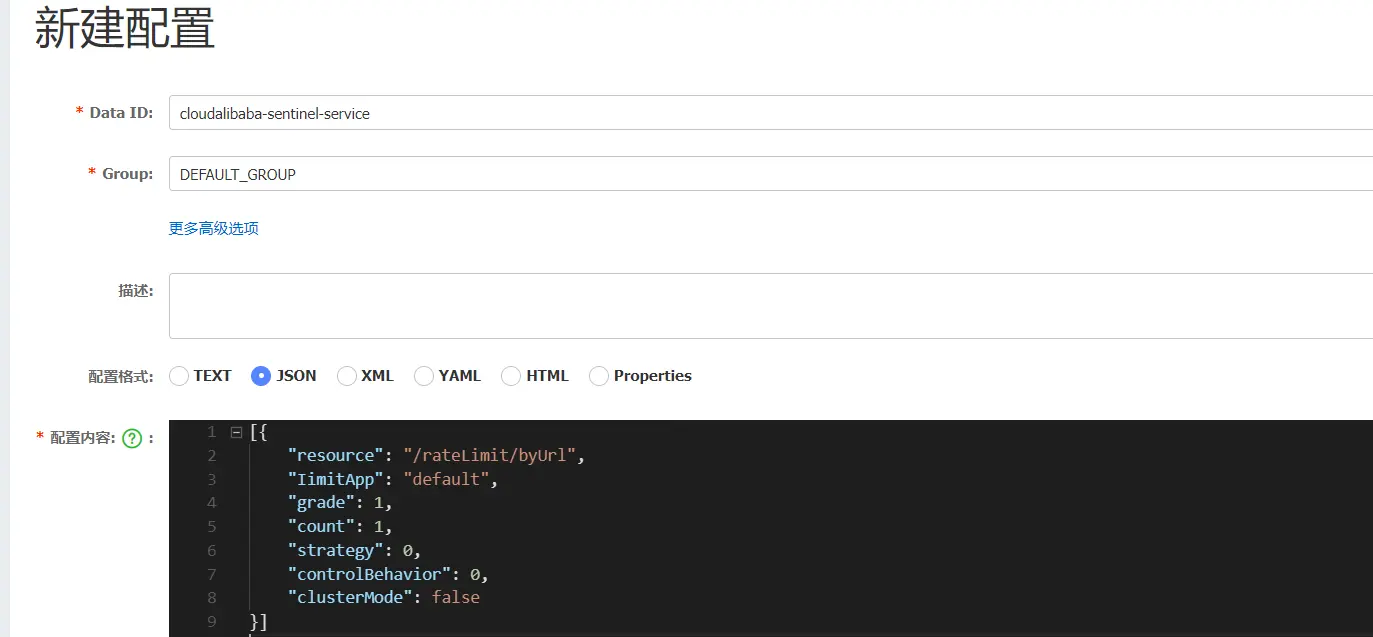 新建配置
* Data ID: cloudalibaba-sentinel-service
* Group: DEFAULT_GROUP
更多高级选项
描述:
配置格式: TEXT JSON XML YAML HTML Properties
* 配置内容: ? :
1 [{
2 "resource": "/rateLimit/byUrl",
3 "IimitApp": "default",
4 "grade": 1,
5 "count": 1,
6 "strategy": 0,
7 "controlBehavior": 0,
8 "clusterMode": false
9 }]